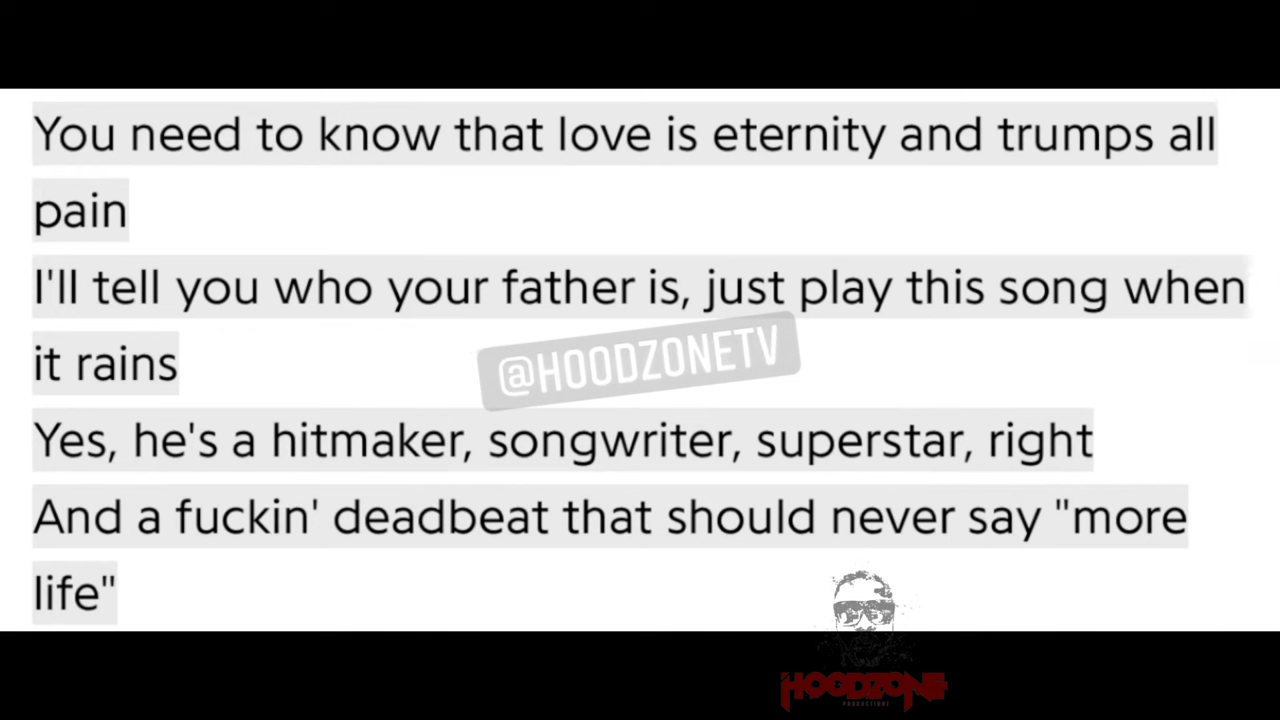 You need to know that love is eternity and trumps all
pain
I'll tell you who your father is, just play this song when
it rains
@HOODZONETV
Yes, he's a hitmaker, songwriter, superstar, right
And a fuckin' deadbeat that should never say "more
life"
HOODZONE
PRODUCTIONZ